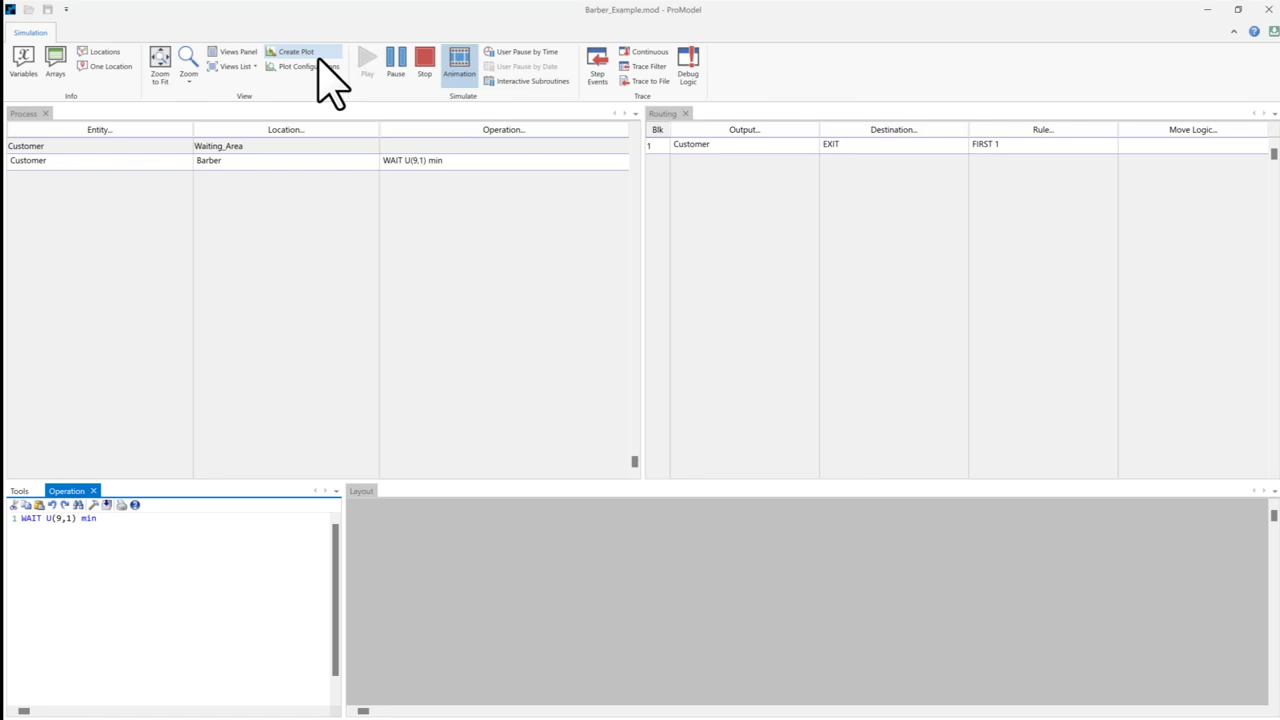 Barber_Example.mod - ProModel
Simulation
Variables
Arrays
Locations
One Location
Info
Zoom to Fit
Zoom
Views Panel
Views List
Create Plot
Plot
View
Play
Pause
Stop
Animation
User Pause by Time
User Pause by Date
Interactive Subroutines
Simulate
Step Events
Continuous
Trace Filter
Trace to File
Debug Logic
Trace
Process
Entity... Location... Operation...
Customer Waiting_Area
Customer Barber WAIT U(9,1) min
Routing
Blk Output... Destination... Rule... Move Logic...
1 Customer EXIT FIRST 1
Tools Operation
1 WAIT U(9,1) min
Layout